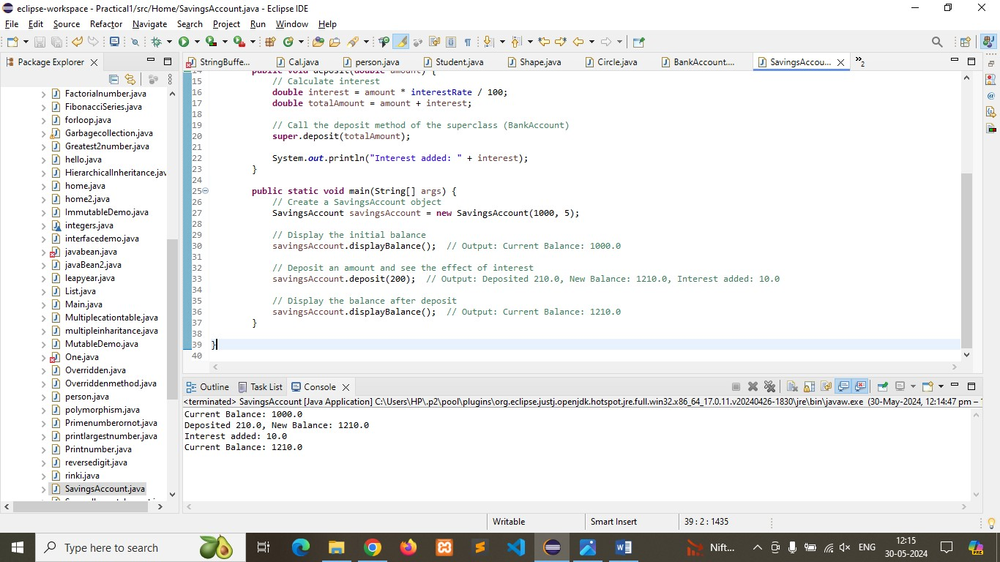 eclipse-workspace - Practical1/src/Home/SavingsAccount.java - Eclipse IDE
File Edit Source Refactor Navigate Search Project Run Window Help
Package Explorer
StringBuffe... Cal.java person.java Student.java Shape.java Circle.java BankAccount.... SavingsAccou... »2
Factorialnumber.java
FibonacciSeries.java
forloop.java
Garbagecollection.java
Greatest2number.java
hello.java
HierarchicalInheritance.jav
home.java
home2.java
ImmutableDemo.java
integers.java
interfacedemo.java
javabean.java
javaBean2.java
leapyear.java
List.java
Main.java
Multiplecationtable.java
multipleinharitance.java
MutableDemo.java
One.java
Overridden.java
Overriddenmethod.java
person.java
polymorphism.java
Primenumberornot.java
printlargestnumber.java
Printnumber.java
reversedigit.java
rinki.java
SavingsAccount.java
14 public void deposit(double amount) {
15 // Calculate interest
16 double interest = amount * interestRate / 100;
17 double totalAmount = amount + interest;
18
19 // Call the deposit method of the superclass (BankAccount)
20 super.deposit(totalAmount);
21
22 System.out.println("Interest added: " + interest);
23 }
24
25 public static void main(String[] args) {
26 // Create a SavingsAccount object
27 SavingsAccount savingsAccount = new SavingsAccount(1000, 5);
28
29 // Display the initial balance
30 savingsAccount.displayBalance(); // Output: Current Balance: 1000.0
31
32 // Deposit an amount and see the effect of interest
33 savingsAccount.deposit(200); // Output: Deposited 210.0, New Balance: 1210.0, Interest added: 10.0
34
35 // Display the balance after deposit
36 savingsAccount.displayBalance(); // Output: Current Balance: 1210.0
37 }
38
39 }
40
Outline Task List Console
<terminated> SavingsAccount [Java Application] C:\Users\HP\.p2\pool\plugins\org.eclipse.justj.openjdk.hotspot.jre.full.win32.x86_64_17.0.11.v20240426-1830\jre\bin\javaw.exe (30-May-2024, 12:14:47 pm –
Current Balance: 1000.0
Deposited 210.0, New Balance: 1210.0
Interest added: 10.0
Current Balance: 1210.0
Writable Smart Insert 39 : 2 : 1435
Type here to search
Nift...
ENG
12:15
30-05-2024
PRE